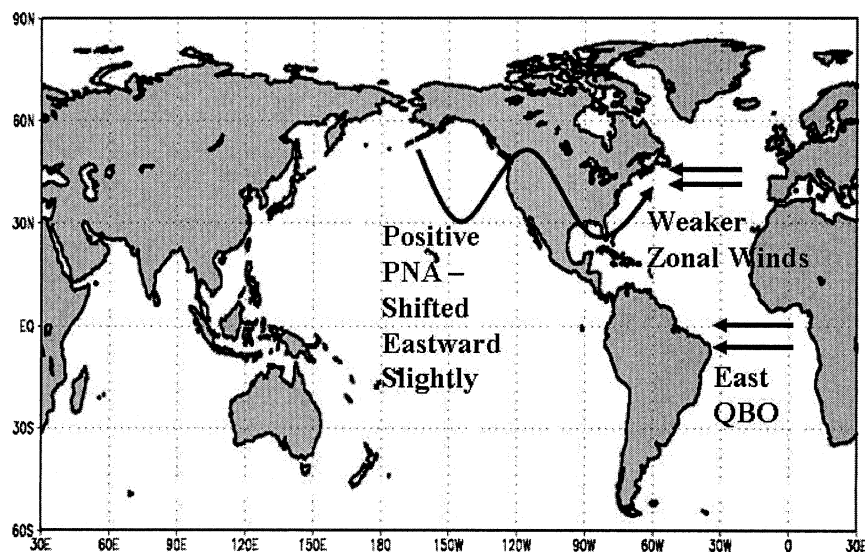 90N
60N
30N
EQ
30S
60S
30E
60E
90E
120E
150E
180
150W
120W
90W
60W
30W
0
30E
Positive
PNA –
Shifted
Eastward
Slightly
Weaker
Zonal Winds
East
QBO